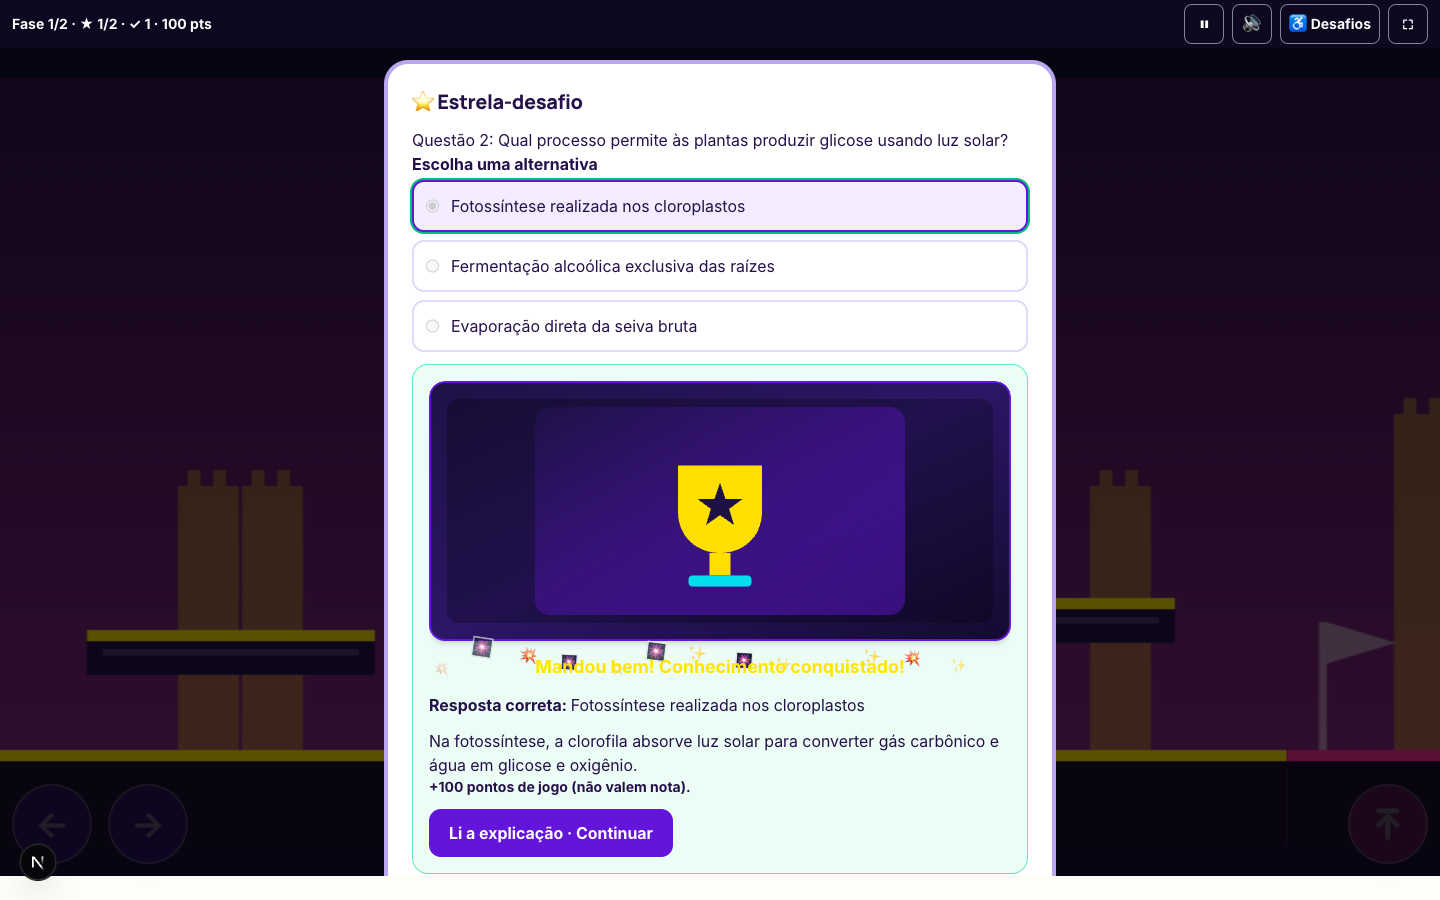 Fase 1/2 · ★ 1/2 · ✓ 1 · 100 pts
♿ Desafios
⭐ Estrela-desafio
Questão 2: Qual processo permite às plantas produzir glicose usando luz solar?
Escolha uma alternativa
Fotossíntese realizada nos cloroplastos
Fermentação alcoólica exclusiva das raízes
Evaporação direta da seiva bruta
Mandou bem! Conhecimento conquistado!
Resposta correta: Fotossíntese realizada nos cloroplastos
Na fotossíntese, a clorofila absorve luz solar para converter gás carbônico e
água em glicose e oxigênio.
+100 pontos de jogo (não valem nota).
Li a explicação · Continuar
N